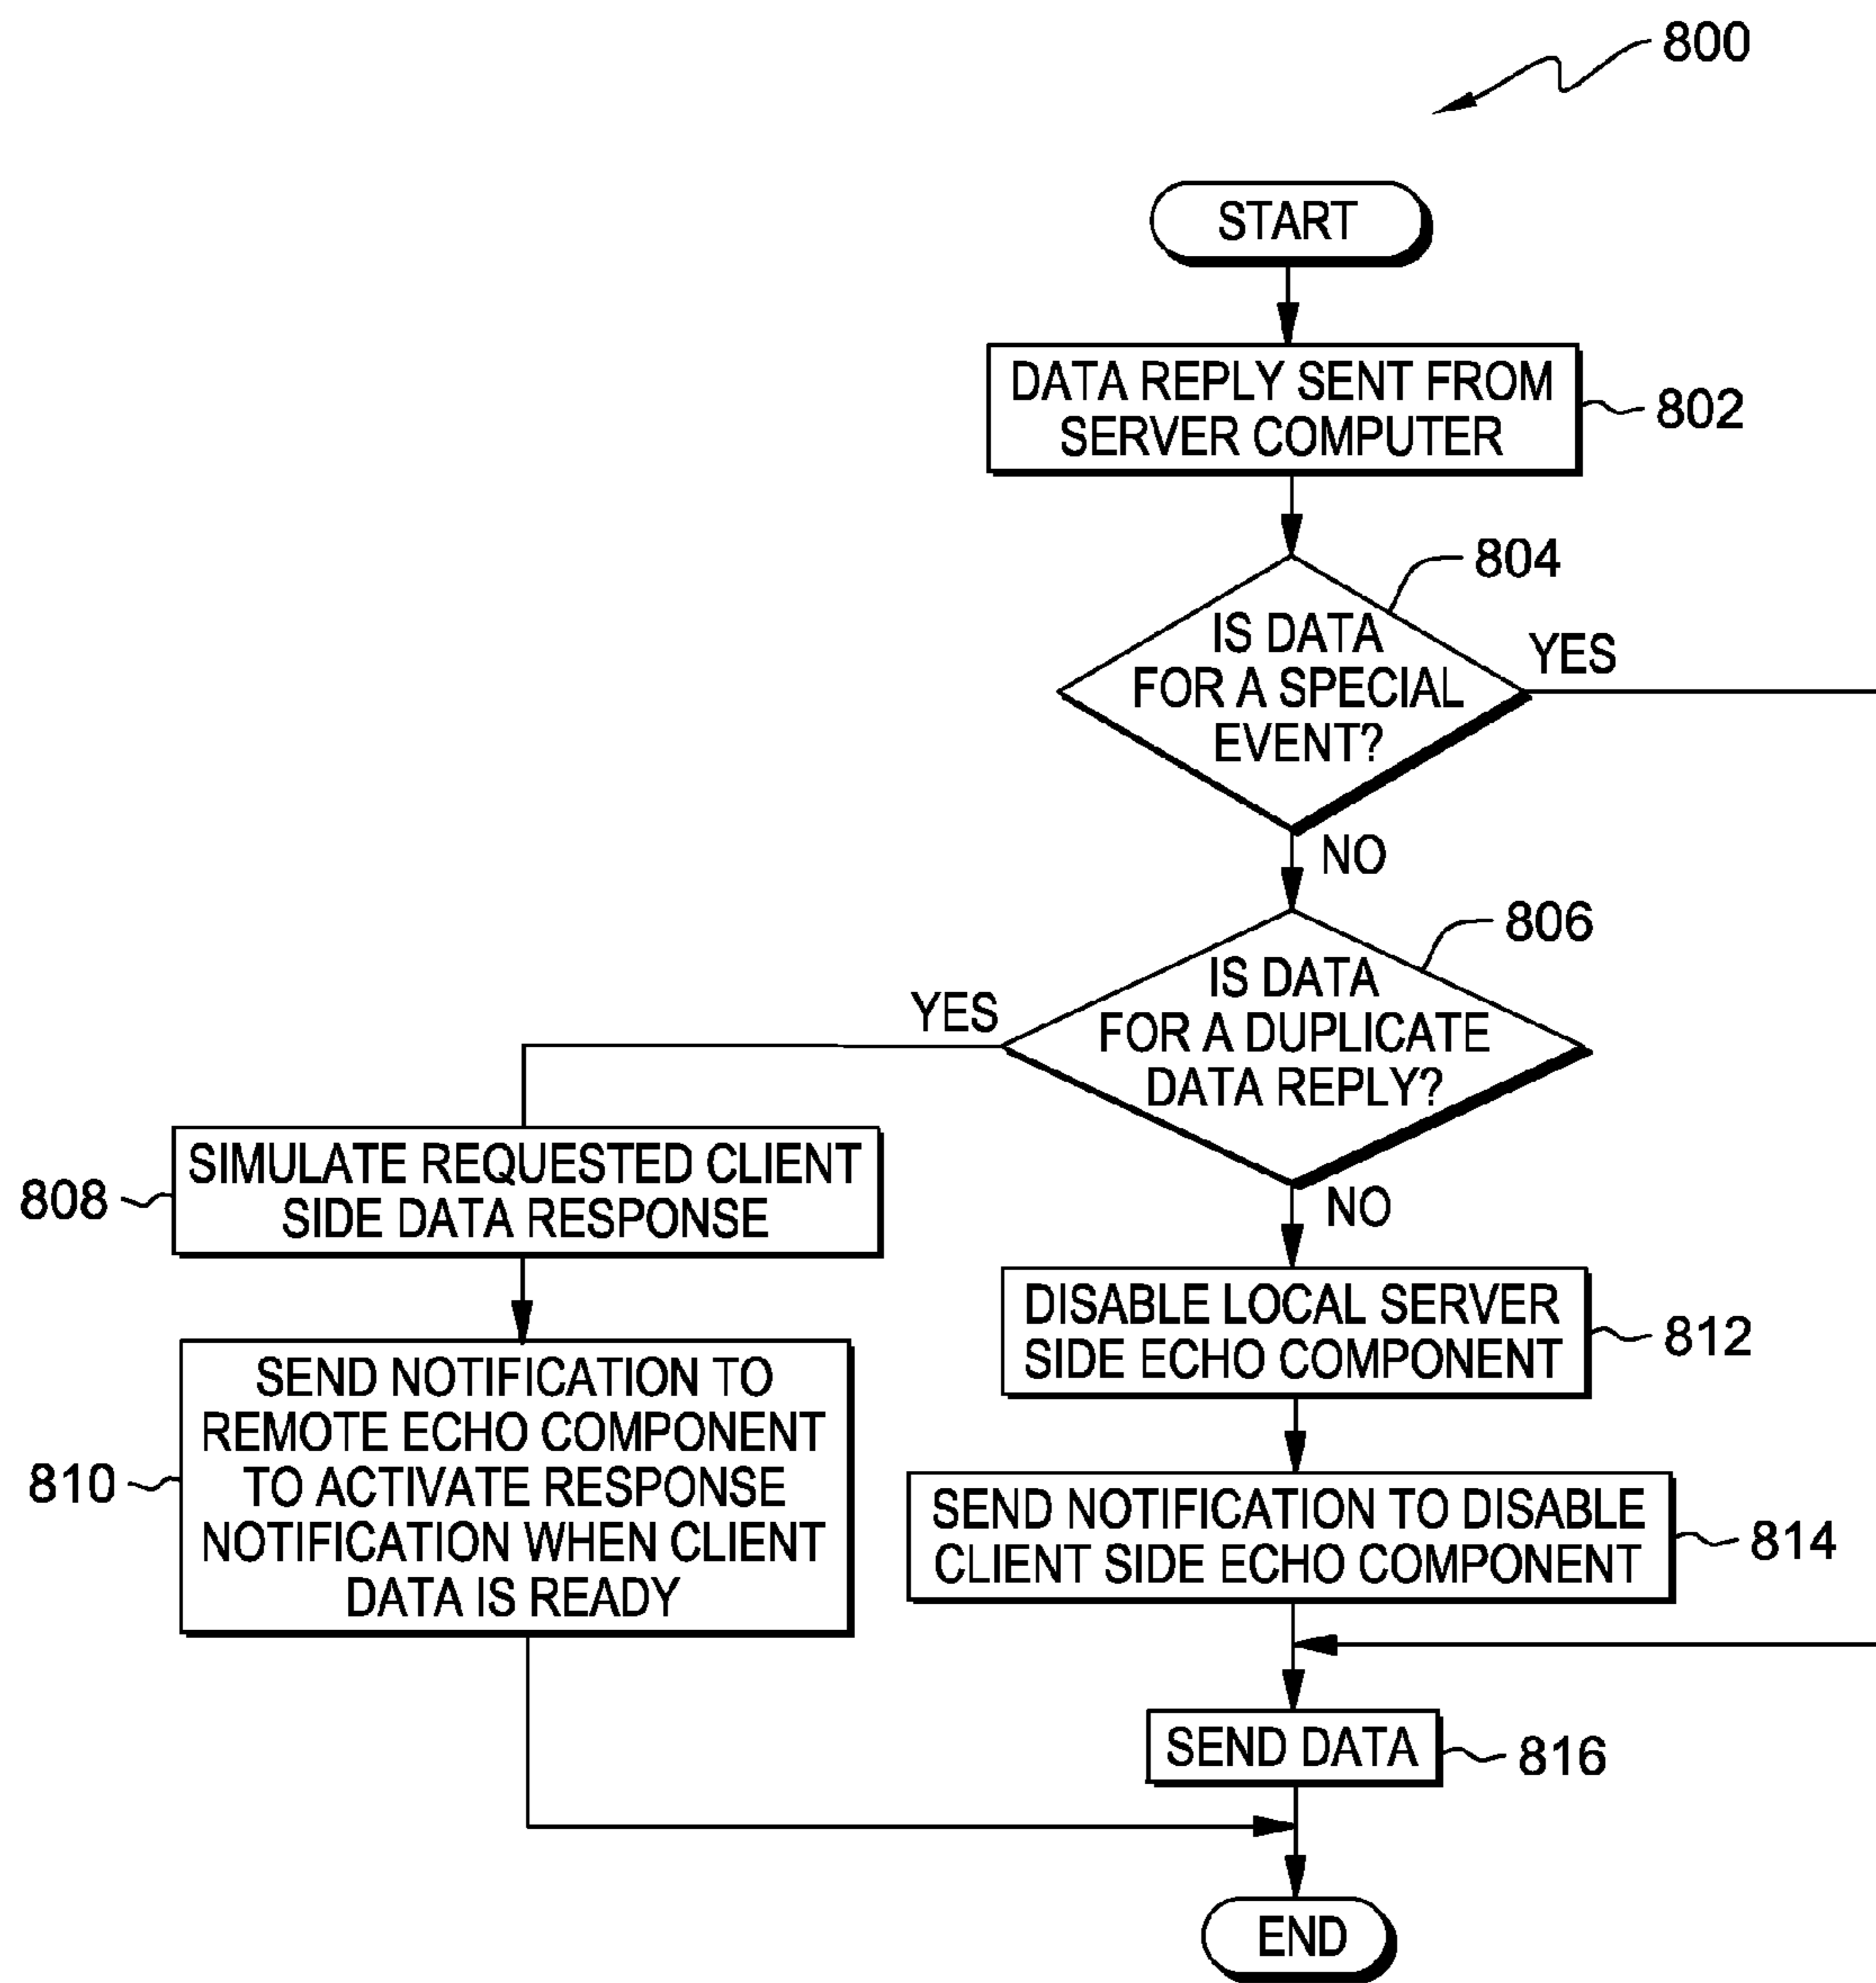 800
START
DATA REPLY SENT FROM
SERVER COMPUTER
802
804
IS DATA
FOR A SPECIAL
EVENT?
YES
NO
806
IS DATA
FOR A DUPLICATE
DATA REPLY?
YES
NO
808
SIMULATE REQUESTED CLIENT
SIDE DATA RESPONSE
810
SEND NOTIFICATION TO
REMOTE ECHO COMPONENT
TO ACTIVATE RESPONSE
NOTIFICATION WHEN CLIENT
DATA IS READY
DISABLE LOCAL SERVER
SIDE ECHO COMPONENT
812
SEND NOTIFICATION TO DISABLE
CLIENT SIDE ECHO COMPONENT
814
SEND DATA
816
END